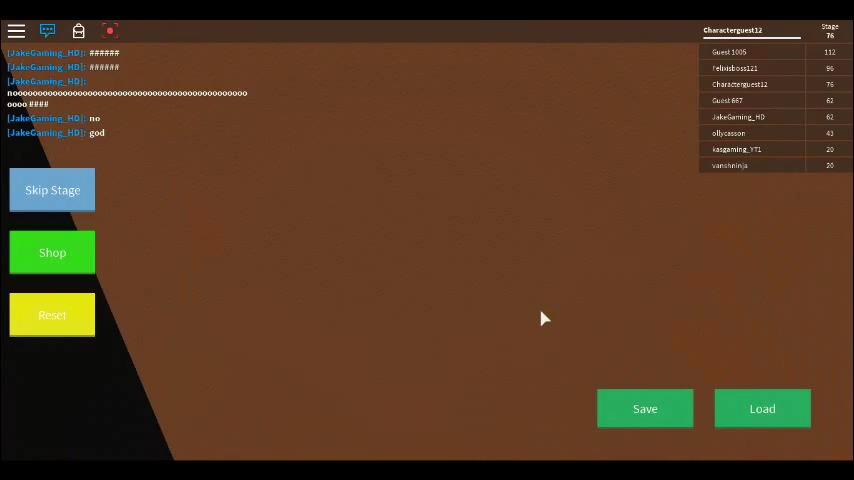 Characterguest12
Stage
76
[JakeGaming_HD]: ######
Guest 1005 112
[JakeGaming_HD]: ######
Felixisboss121 96
[JakeGaming_HD]:
Characterguest12 76
nooooooooooooooooooooooooooooooooooooooooooooooo
Guest 667 62
oooo ####
[JakeGaming_HD]: no
JakeGaming_HD 62
[JakeGaming_HD]: god
ollycasson 43
kasgaming_YT1 20
vanshninja 20
Skip Stage
Shop
Reset
Save Load